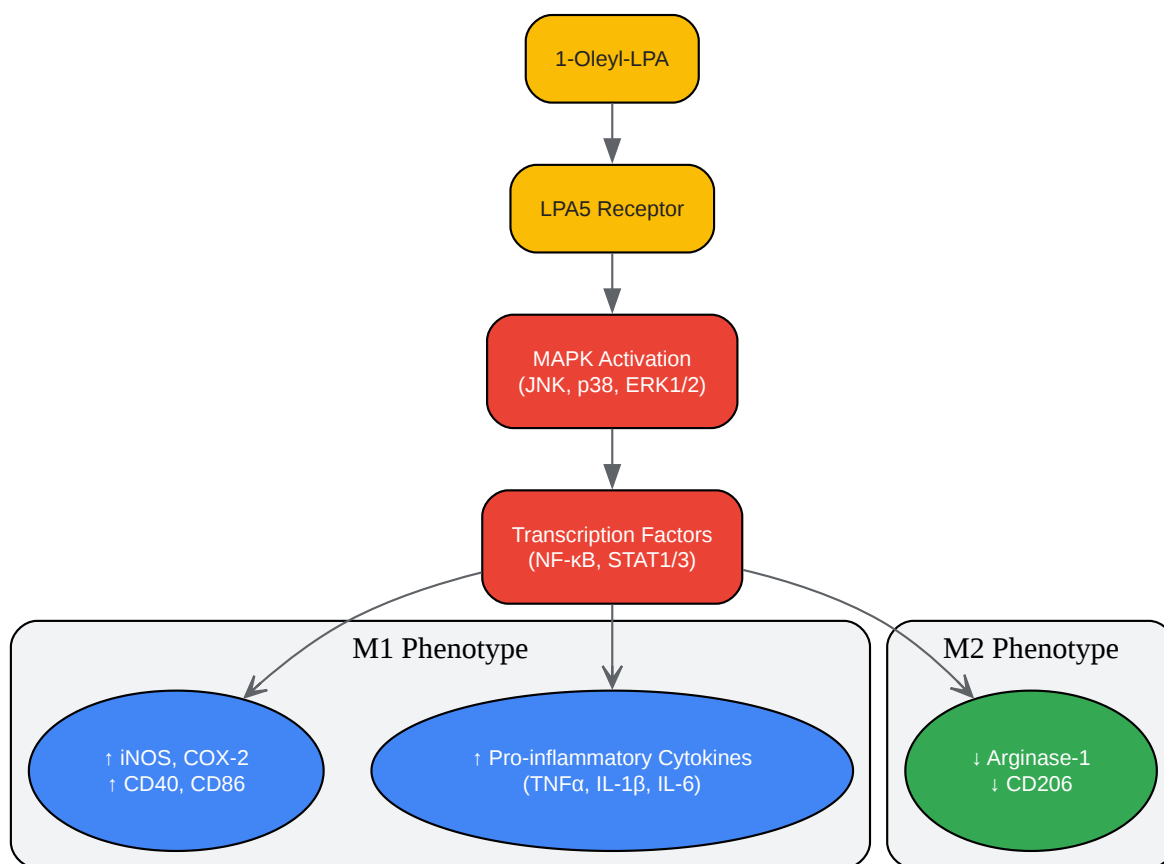 1-Oleyl-LPA
LPA5 Receptor
MAPK Activation
(JNK, p38, ERK1/2)
Transcription Factors
(NF-κB, STAT1/3)
M1 Phenotype
↑ iNOS, COX-2
↑ CD40, CD86
↑ Pro-inflammatory Cytokines
(TNFα, IL-1β, IL-6)
M2 Phenotype
↓ Arginase-1
↓ CD206